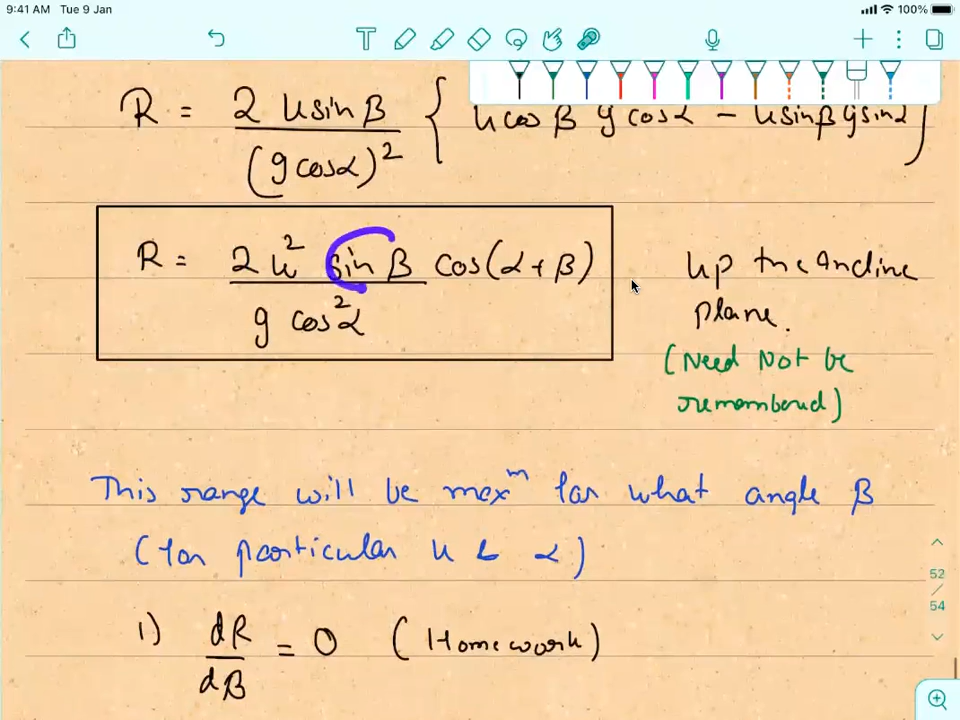 9:41 AM Tue 9 Jan
100%
R = 2 u sin β / (g cos α)² { u cos β g cos α − u sin β g sin α }
R = 2 u² sin β cos(α + β) / g cos² α
up the incline
plane.
(Need Not be
remembered)
This range will be maxᵐ for what angle β
(for particular u & α)
1) dR/dβ = 0 (Homework)
52
/
54